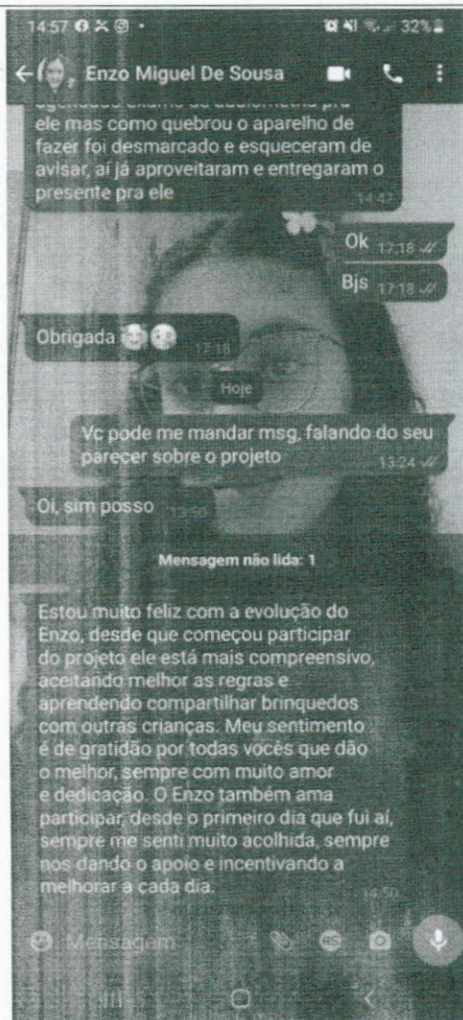 14:57 32%
Enzo Miguel De Sousa
ele mas como quebrou o aparelho de
fazer foi desmarcado e esqueceram de
avisar, aí já aproveitaram e entregaram o
presente pra ele
14:42
Ok 17:18
Bjs 17:18
Obrigada 17:18
Hoje
Vc pode me mandar msg, falando do seu
parecer sobre o projeto
13:24
Oi, sim posso 13:50
Mensagem não lida: 1
Estou muito feliz com a evolução do
Enzo, desde que começou participar
do projeto ele está mais compreensivo,
aceitando melhor as regras e
aprendendo compartilhar brinquedos
com outras crianças. Meu sentimento
é de gratidão por todas vocês que dão
o melhor, sempre com muito amor
e dedicação. O Enzo também ama
participar, desde o primeiro dia que fui aí,
sempre me senti muito acolhida, sempre
nos dando o apoio e incentivando a
melhorar a cada dia.
14:50
Mensagem